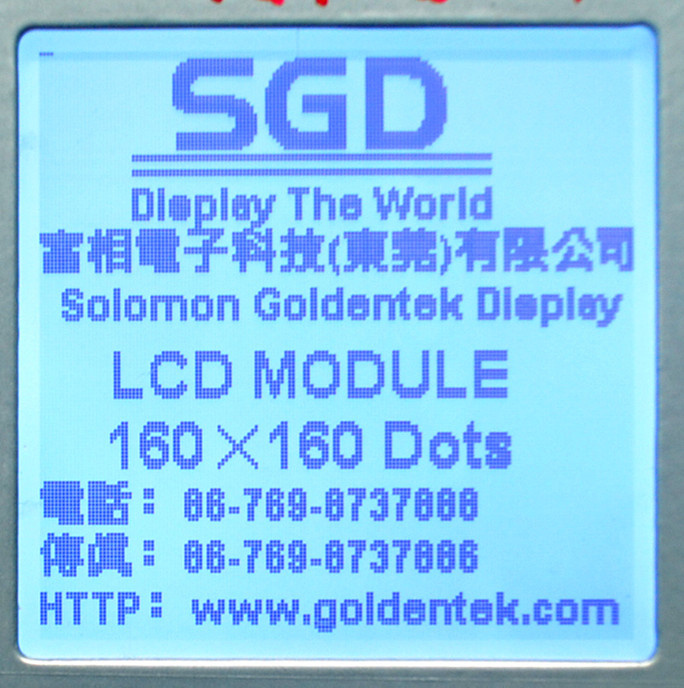 SGD
Display The World
富相電子科技(東莞)有限公司
Solomon Goldentek Display
LCD MODULE
160×160 Dots
電話: 86-769-8737888
傳眞: 86-769-8737886
HTTP: www.goldentek.com